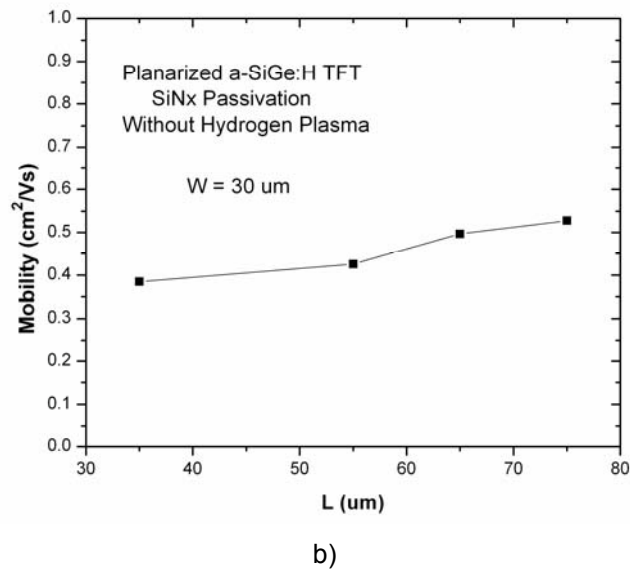 1.0
0.9
0.8
0.7
0.6
0.5
0.4
0.3
0.2
0.1
0.0
Mobility (cm²/Vs)
Planarized a-SiGe:H TFT
SiNx Passivation
Without Hydrogen Plasma
W = 30 um
30 40 50 60 70 80
L (um)
b)